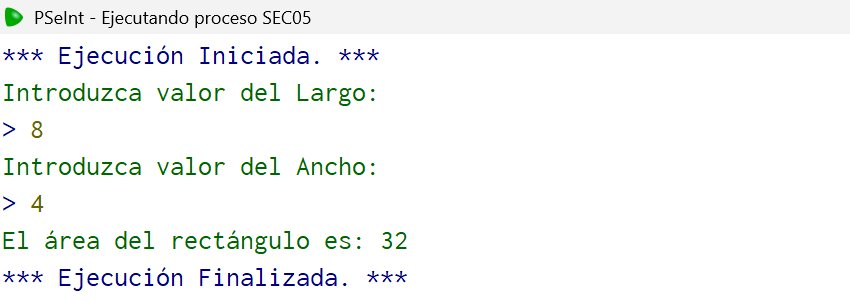 PSeInt - Ejecutando proceso SEC05
*** Ejecución Iniciada. ***
Introduzca valor del Largo:
> 8
Introduzca valor del Ancho:
> 4
El área del rectángulo es: 32
*** Ejecución Finalizada. ***